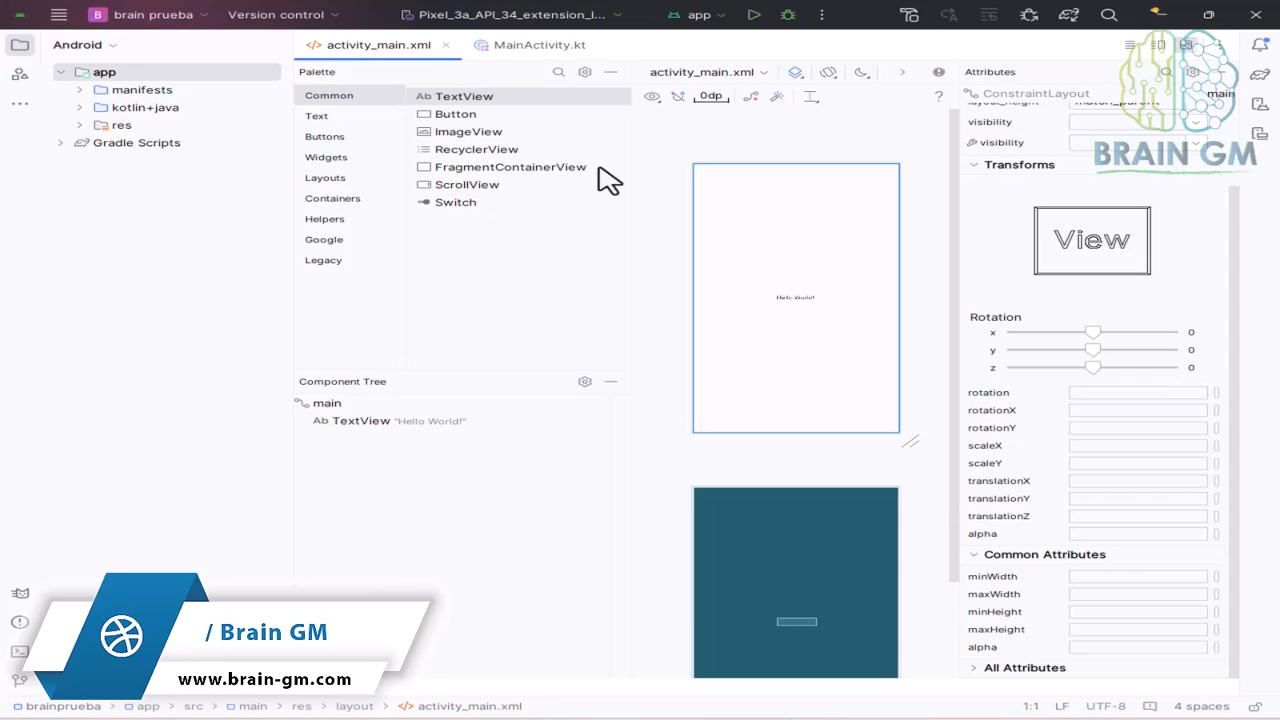 brain prueba
Version control
Pixel_3a_API_34_extension_l...
app
Android
activity_main.xml
MainActivity.kt
app
manifests
kotlin+java
res
Gradle Scripts
Palette
Common
Text
Buttons
Widgets
Layouts
Containers
Helpers
Google
Legacy
Ab TextView
Button
ImageView
RecyclerView
FragmentContainerView
ScrollView
Switch
Component Tree
main
Ab TextView "Hello World!"
activity_main.xml
0dp
?
Hello World!
Attributes
ConstraintLayout
main
layout_height
match_parent
visibility
visibility
Transforms
View
Rotation
x 0
y 0
z 0
rotation
rotationX
rotationY
scaleX
scaleY
translationX
translationY
translationZ
alpha
Common Attributes
minWidth
maxWidth
minHeight
maxHeight
alpha
All Attributes
BRAIN GM
/ Brain GM
www.brain-gm.com
brainprueba
app
src
main
res
layout
activity_main.xml
1:1
LF
UTF-8
4 spaces